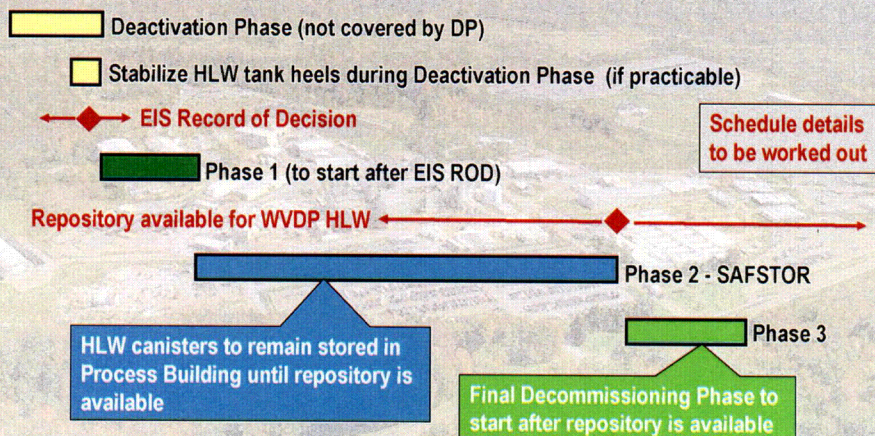 Deactivation Phase (not covered by DP)
Stabilize HLW tank heels during Deactivation Phase (if practicable)
EIS Record of Decision
Schedule details
to be worked out
Phase 1 (to start after EIS ROD)
Repository available for WVDP HLW
Phase 2 - SAFSTOR
HLW canisters to remain stored in
Process Building until repository is
available
Phase 3
Final Decommissioning Phase to
start after repository is available